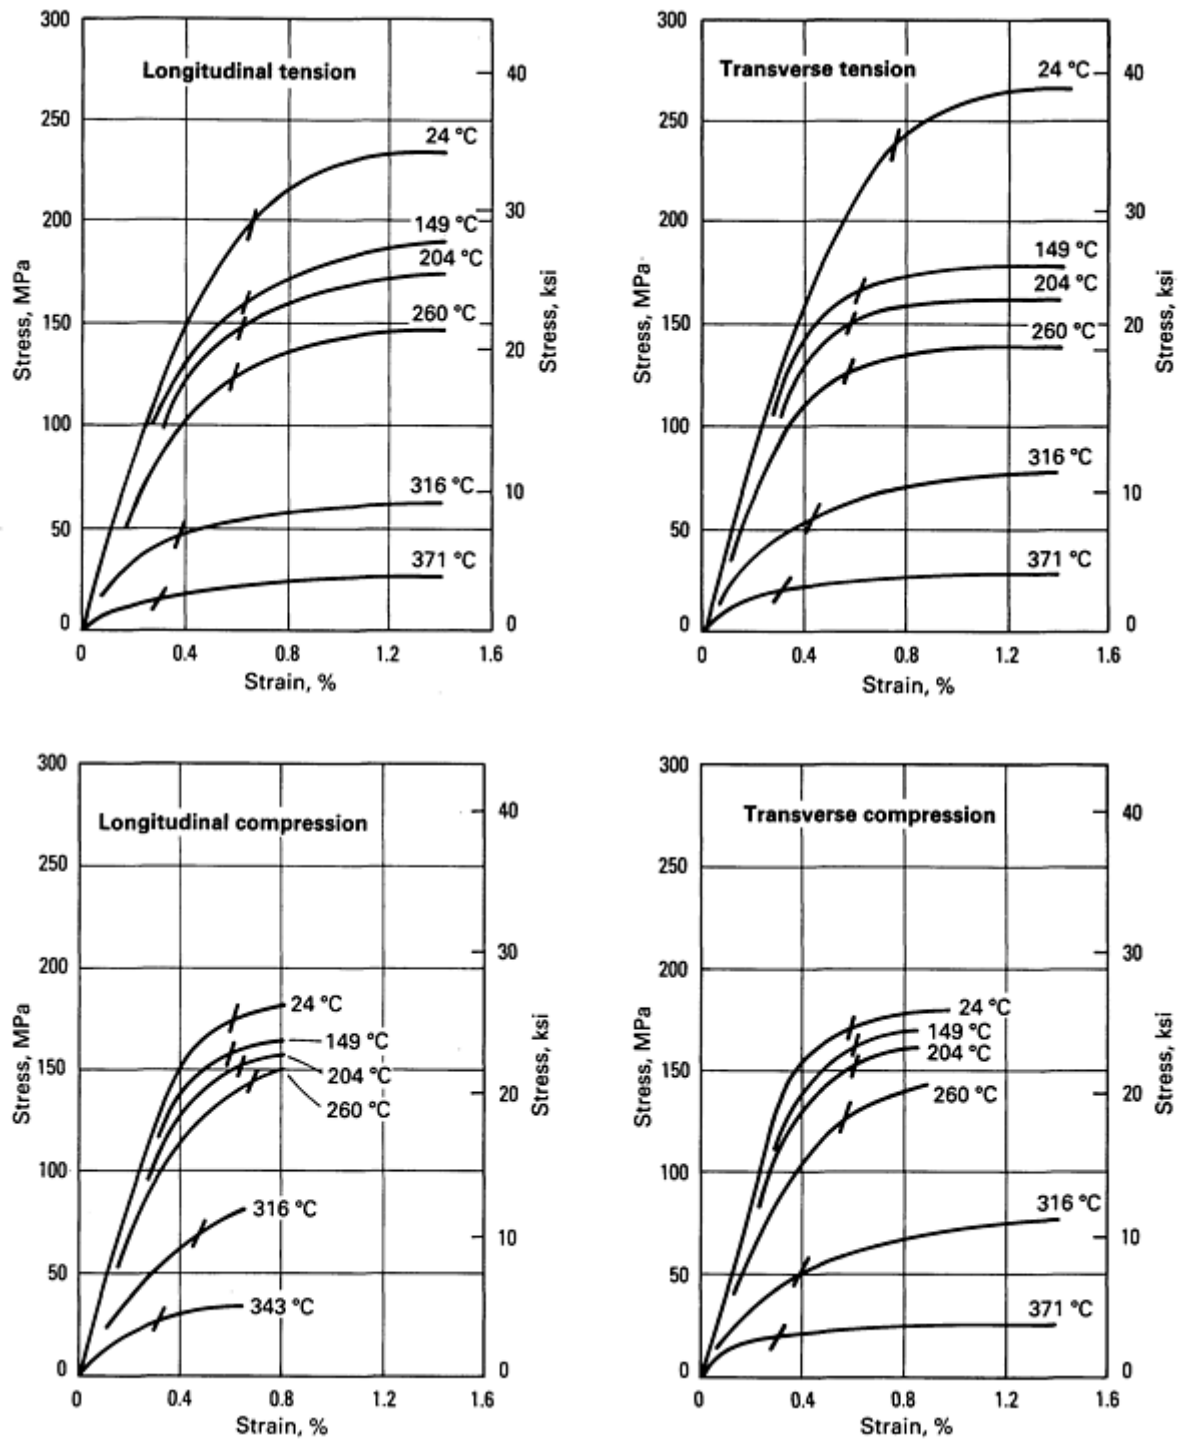 300
250
200
150
100
50
0
Stress, MPa
Longitudinal tension
24 °C
149 °C
204 °C
260 °C
316 °C
371 °C
40
30
20
10
0
Stress, ksi
0 0.4 0.8 1.2 1.6
Strain, %
300
250
200
150
100
50
0
Stress, MPa
Transverse tension
24 °C
149 °C
204 °C
260 °C
316 °C
371 °C
40
30
20
10
0
Stress, ksi
0 0.4 0.8 1.2 1.6
Strain, %
300
250
200
150
100
50
0
Stress, MPa
Longitudinal compression
24 °C
149 °C
204 °C
260 °C
316 °C
343 °C
40
30
20
10
0
Stress, ksi
0 0.4 0.8 1.2 1.6
Strain, %
300
250
200
150
100
50
0
Stress, MPa
Transverse compression
24 °C
149 °C
204 °C
260 °C
316 °C
371 °C
40
30
20
10
0
Stress, ksi
0 0.4 0.8 1.2 1.6
Strain, %